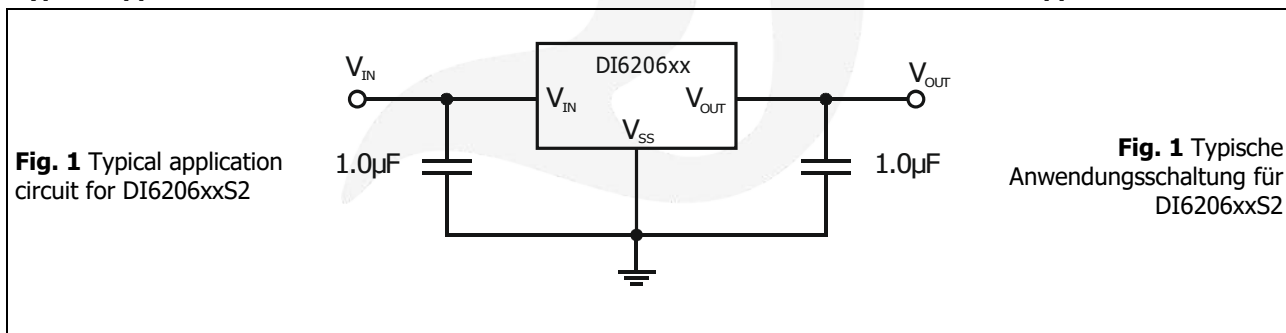 Fig. 1 Typical application
circuit for DI6206xxS2
V_IN
DI6206xx
V_OUT
V_IN
V_OUT
V_SS
1.0µF
1.0µF
Fig. 1 Typische
Anwendungsschaltung für
DI6206xxS2